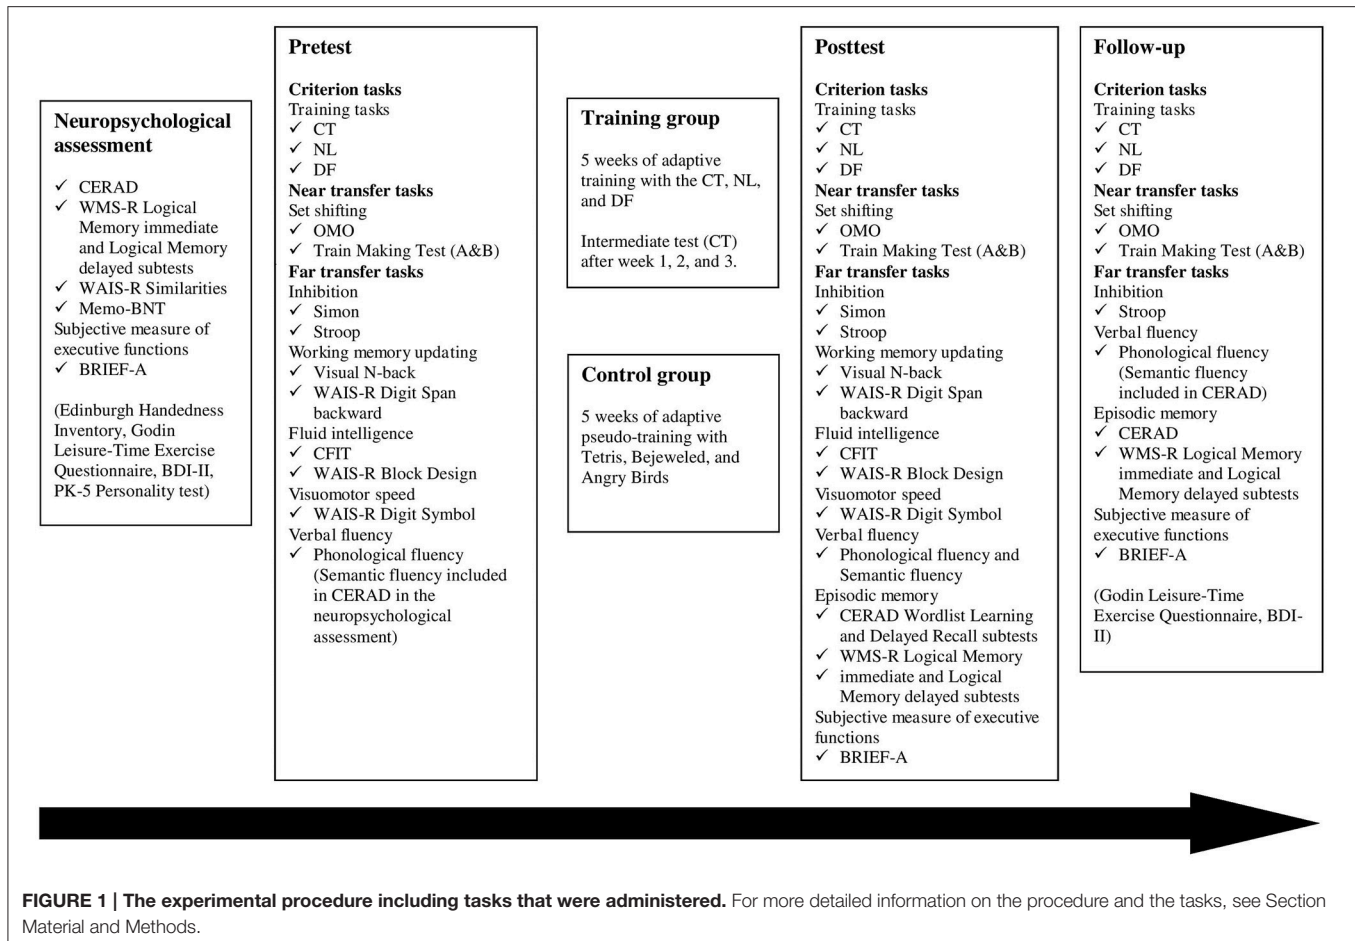 Neuropsychological
assessment
✓ CERAD
✓ WMS-R Logical
Memory immediate
and Logical Memory
delayed subtests
✓ WAIS-R Similarities
✓ Memo-BNT
Subjective measure of
executive functions
✓ BRIEF-A
(Edinburgh Handedness
Inventory, Godin
Leisure-Time Exercise
Questionnaire, BDI-II,
PK-5 Personality test)
Pretest
Criterion tasks
Training tasks
✓ CT
✓ NL
✓ DF
Near transfer tasks
Set shifting
✓ OMO
✓ Train Making Test (A&B)
Far transfer tasks
Inhibition
✓ Simon
✓ Stroop
Working memory updating
✓ Visual N-back
✓ WAIS-R Digit Span
backward
Fluid intelligence
✓ CFIT
✓ WAIS-R Block Design
Visuomotor speed
✓ WAIS-R Digit Symbol
Verbal fluency
✓ Phonological fluency
(Semantic fluency included
in CERAD in the
neuropsychological
assessment)
Training group
5 weeks of adaptive
training with the CT, NL,
and DF
Intermediate test (CT)
after week 1, 2, and 3.
Control group
5 weeks of adaptive
pseudo-training with
Tetris, Bejeweled, and
Angry Birds
Posttest
Criterion tasks
Training tasks
✓ CT
✓ NL
✓ DF
Near transfer tasks
Set shifting
✓ OMO
✓ Train Making Test (A&B)
Far transfer tasks
Inhibition
✓ Simon
✓ Stroop
Working memory updating
✓ Visual N-back
✓ WAIS-R Digit Span
backward
Fluid intelligence
✓ CFIT
✓ WAIS-R Block Design
Visuomotor speed
✓ WAIS-R Digit Symbol
Verbal fluency
✓ Phonological fluency and
Semantic fluency
Episodic memory
✓ CERAD Wordlist Learning
and Delayed Recall subtests
✓ WMS-R Logical Memory
✓ immediate and Logical
Memory delayed subtests
Subjective measure of executive
functions
✓ BRIEF-A
Follow-up
Criterion tasks
Training tasks
✓ CT
✓ NL
✓ DF
Near transfer tasks
Set shifting
✓ OMO
✓ Train Making Test (A&B)
Far transfer tasks
Inhibition
✓ Stroop
Verbal fluency
✓ Phonological fluency
(Semantic fluency
included in CERAD)
Episodic memory
✓ CERAD
✓ WMS-R Logical Memory
immediate and Logical
Memory delayed subtests
Subjective measure of
executive functions
✓ BRIEF-A
(Godin Leisure-Time
Exercise Questionnaire, BDI-
II)
FIGURE 1 | The experimental procedure including tasks that were administered. For more detailed information on the procedure and the tasks, see Section
Material and Methods.